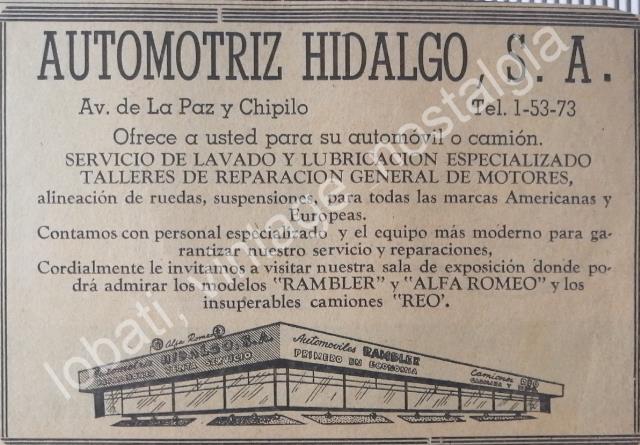 AUTOMOTRIZ HIDALGO, S. A.
Av. de La Paz y Chipilo Tel. 1-53-73
Ofrece a usted para su automóvil o camión.
SERVICIO DE LAVADO Y LUBRICACION ESPECIALIZADO
TALLERES DE REPARACION GENERAL DE MOTORES,
alineación de ruedas, suspensiones, para todas las marcas Americanas y
Europeas.
Contamos con personal especializado y el equipo más moderno para ga-
rantizar nuestro servicio y reparaciones,
Cordialmente le invitamos a visitar nuestra sala de exposición donde po-
drá admirar los modelos "RAMBLER" y "ALFA ROMEO" y los
insuperables camiones "REO'.
Alfa Romeo
Automotriz HIDALGO, S.A.
VENTA SERVICIO
Automoviles RAMBLER
PRIMERO EN ECONOMIA
Camiones REO
lobati, vintage_nostalgia